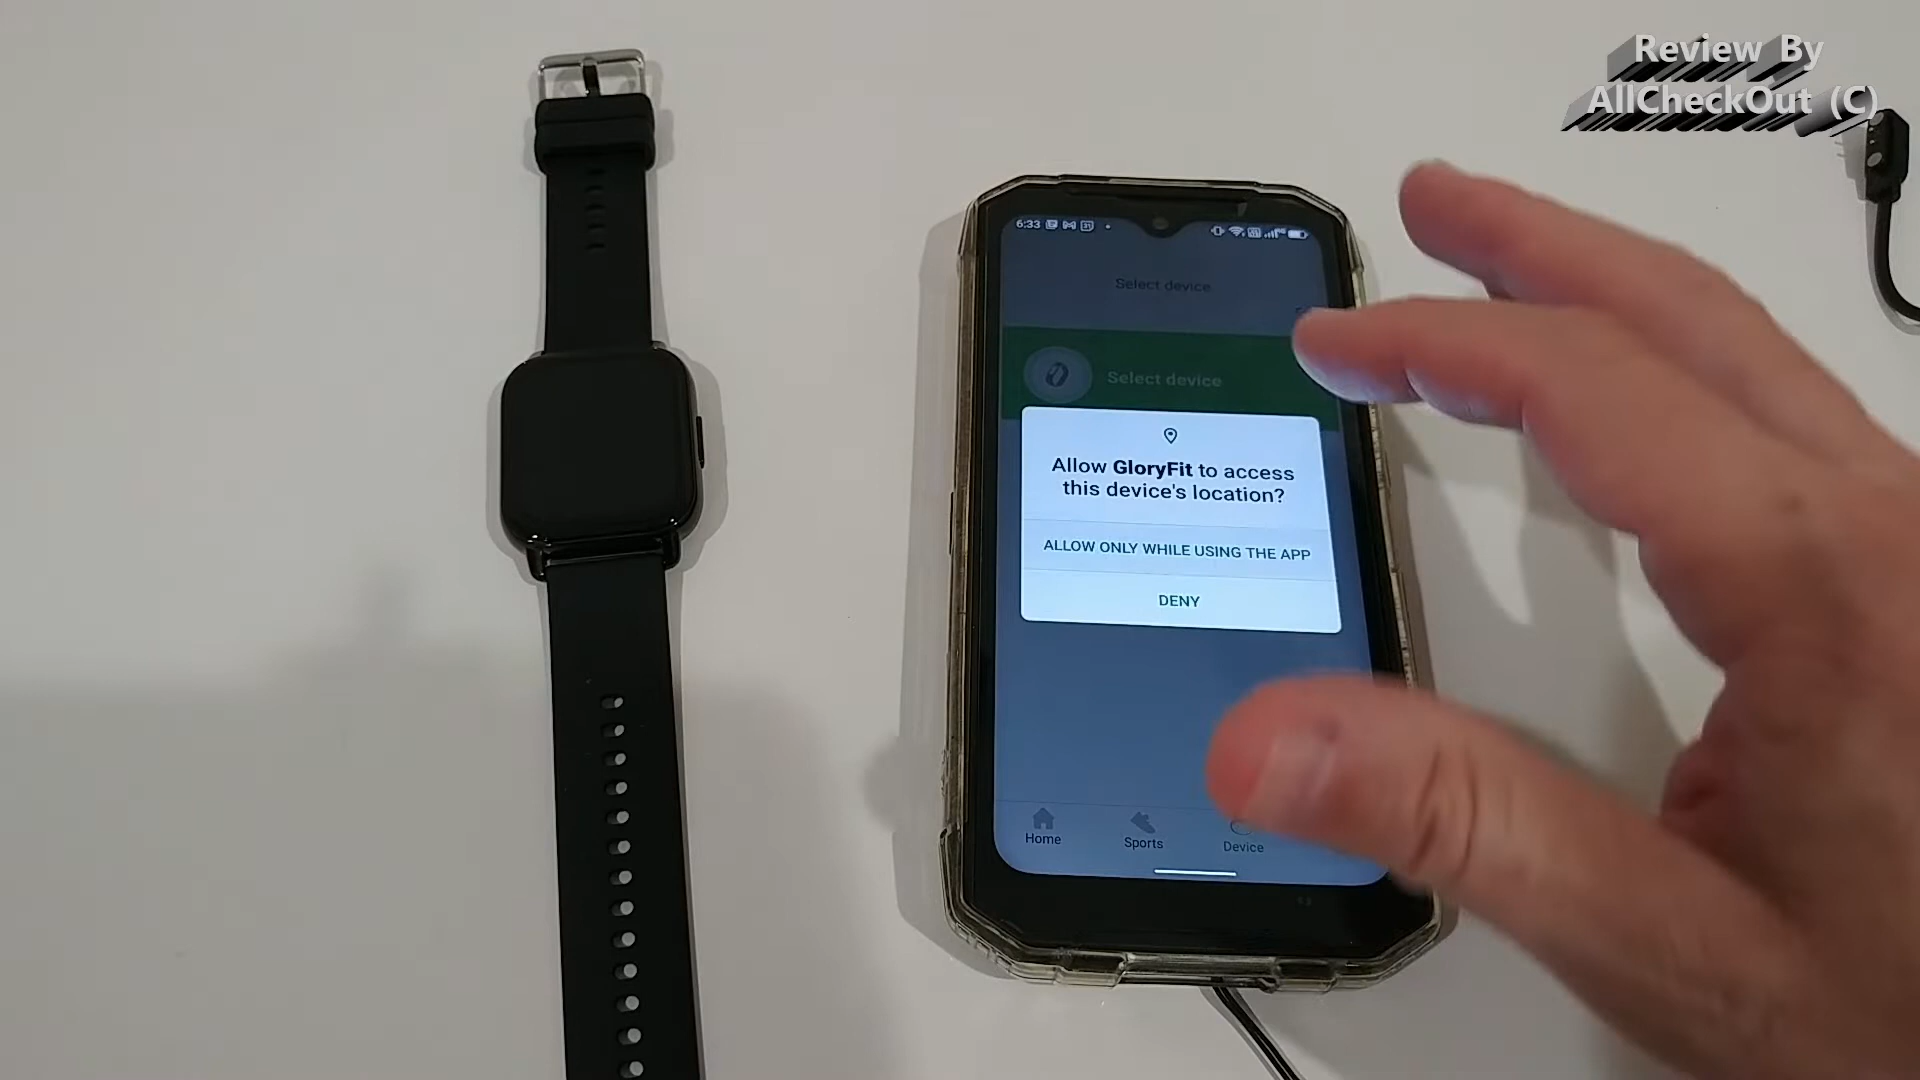 Review By
AllCheckOut (C)
6:33
Select device
Select device
Allow GloryFit to access
this device's location?
ALLOW ONLY WHILE USING THE APP
DENY
Home
Sports
Device